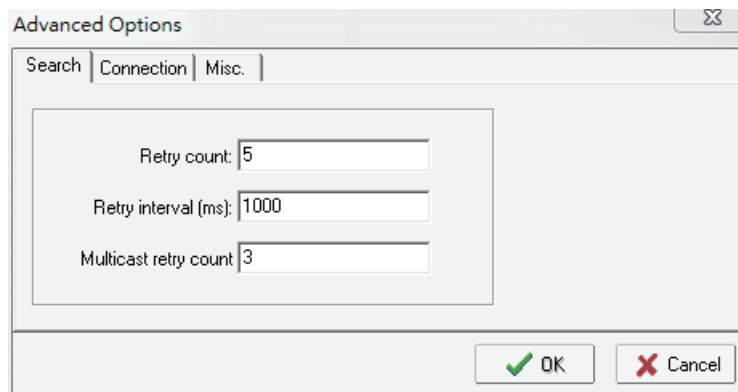 Advanced Options
Search Connection Misc.
Retry count: 5
Retry interval (ms): 1000
Multicast retry count 3
OK Cancel